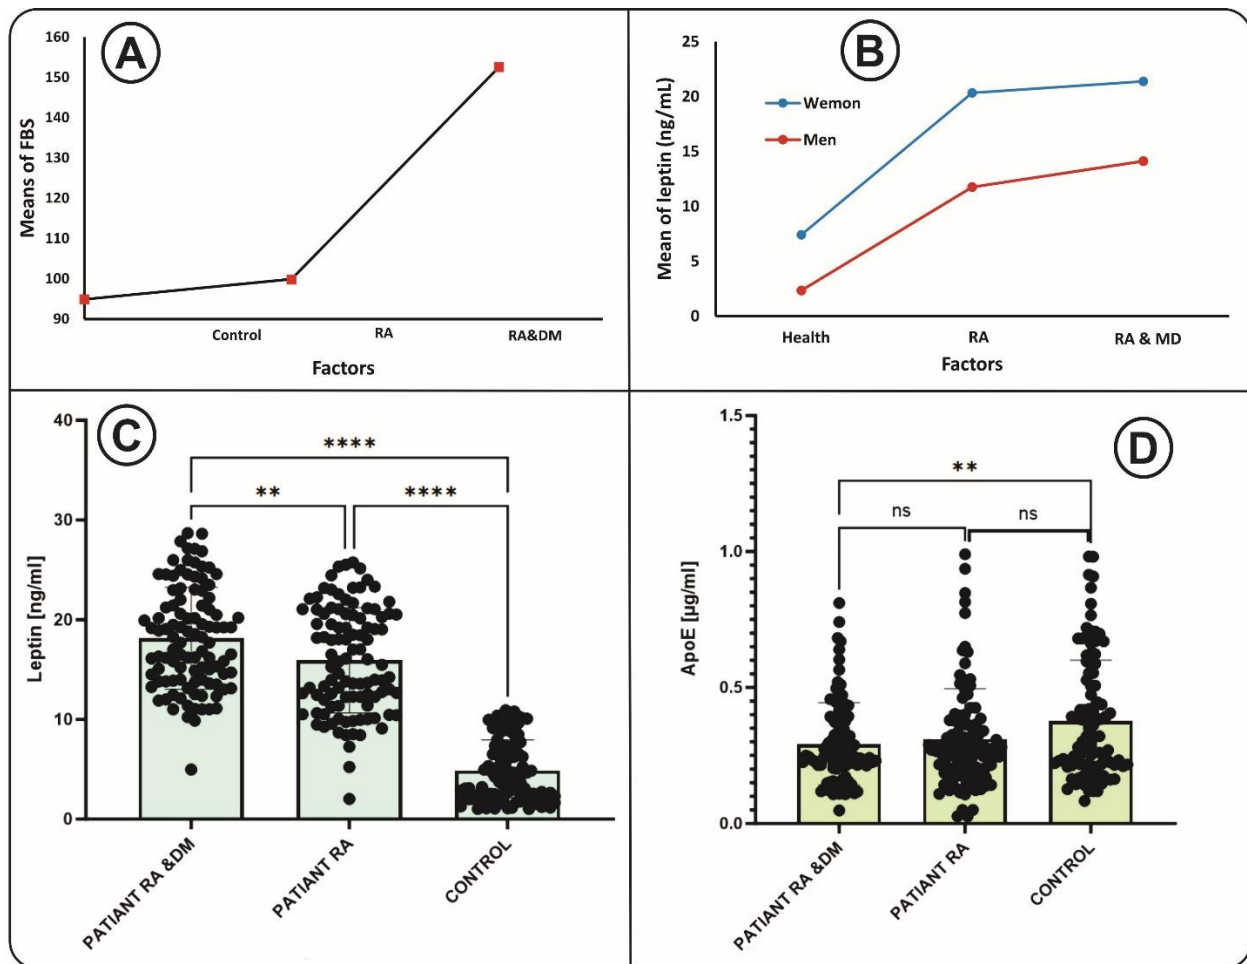 A
160
150
140
130
120
110
100
90
Means of FBS
Control RA RA&DM
Factors
B
25
20
15
10
5
0
Mean of leptin (ng/mL)
Wemon
Men
Health RA RA & MD
Factors
C
40
30
20
10
0
Leptin [ng/ml]
****
** ****
PATIANT RA &DM
PATIANT RA
CONTROL
D
1.5
1.0
0.5
0.0
ApoE [µg/ml]
**
ns ns
PATIANT RA &DM
PATIANT RA
CONTROL